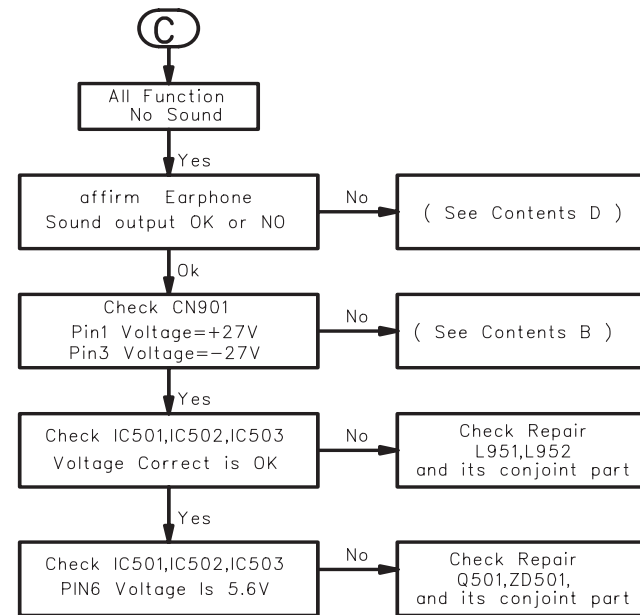 C
All Function
No Sound
Yes
affirm Earphone
Sound output OK or NO
No
( See Contents D )
Ok
Check CN901
Pin1 Voltage=+27V
Pin3 Voltage=-27V
No
( See Contents B )
Yes
Check IC501,IC502,IC503
Voltage Correct is OK
No
Check Repair
L951,L952
and its conjoint part
Yes
Check IC501,IC502,IC503
PIN6 Voltage Is 5.6V
No
Check Repair
Q501,ZD501,
and its conjoint part